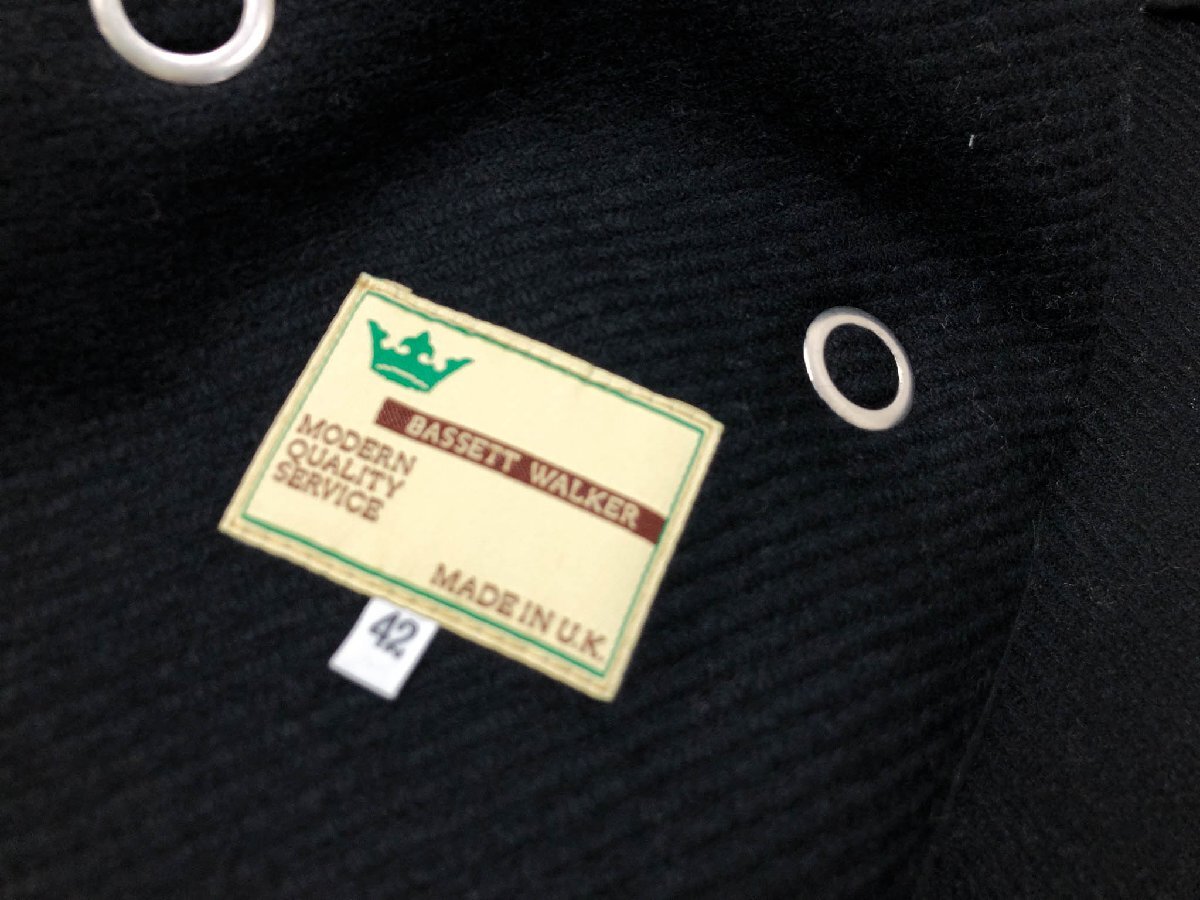 BASSETT WALKER
MODERN
QUALITY
SERVICE
MADE IN U.K.
42